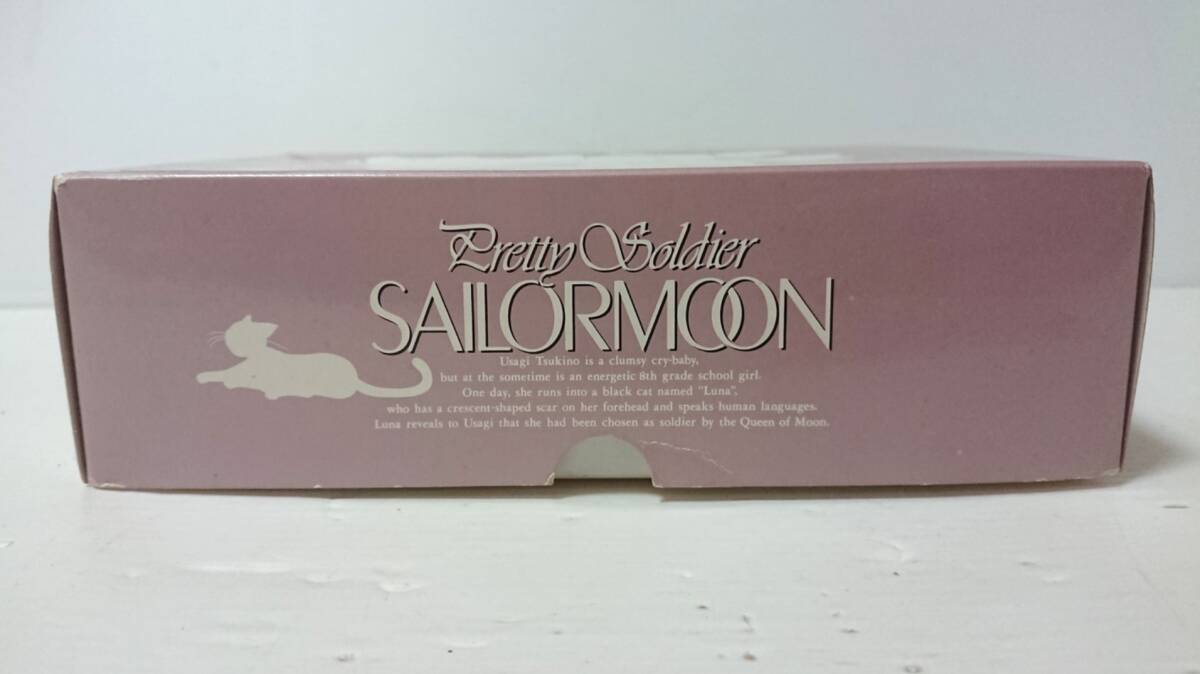 Pretty Soldier
SAILORMOON
Usagi Tsukino is a clumsy cry-baby,
but at the sometime is an energetic 8th grade school girl.
One day, she runs into a black cat named "Luna",
who has a crescent-shaped scar on her forehead and speaks human languages.
Luna reveals to Usagi that she had been chosen as soldier by the Queen of Moon.